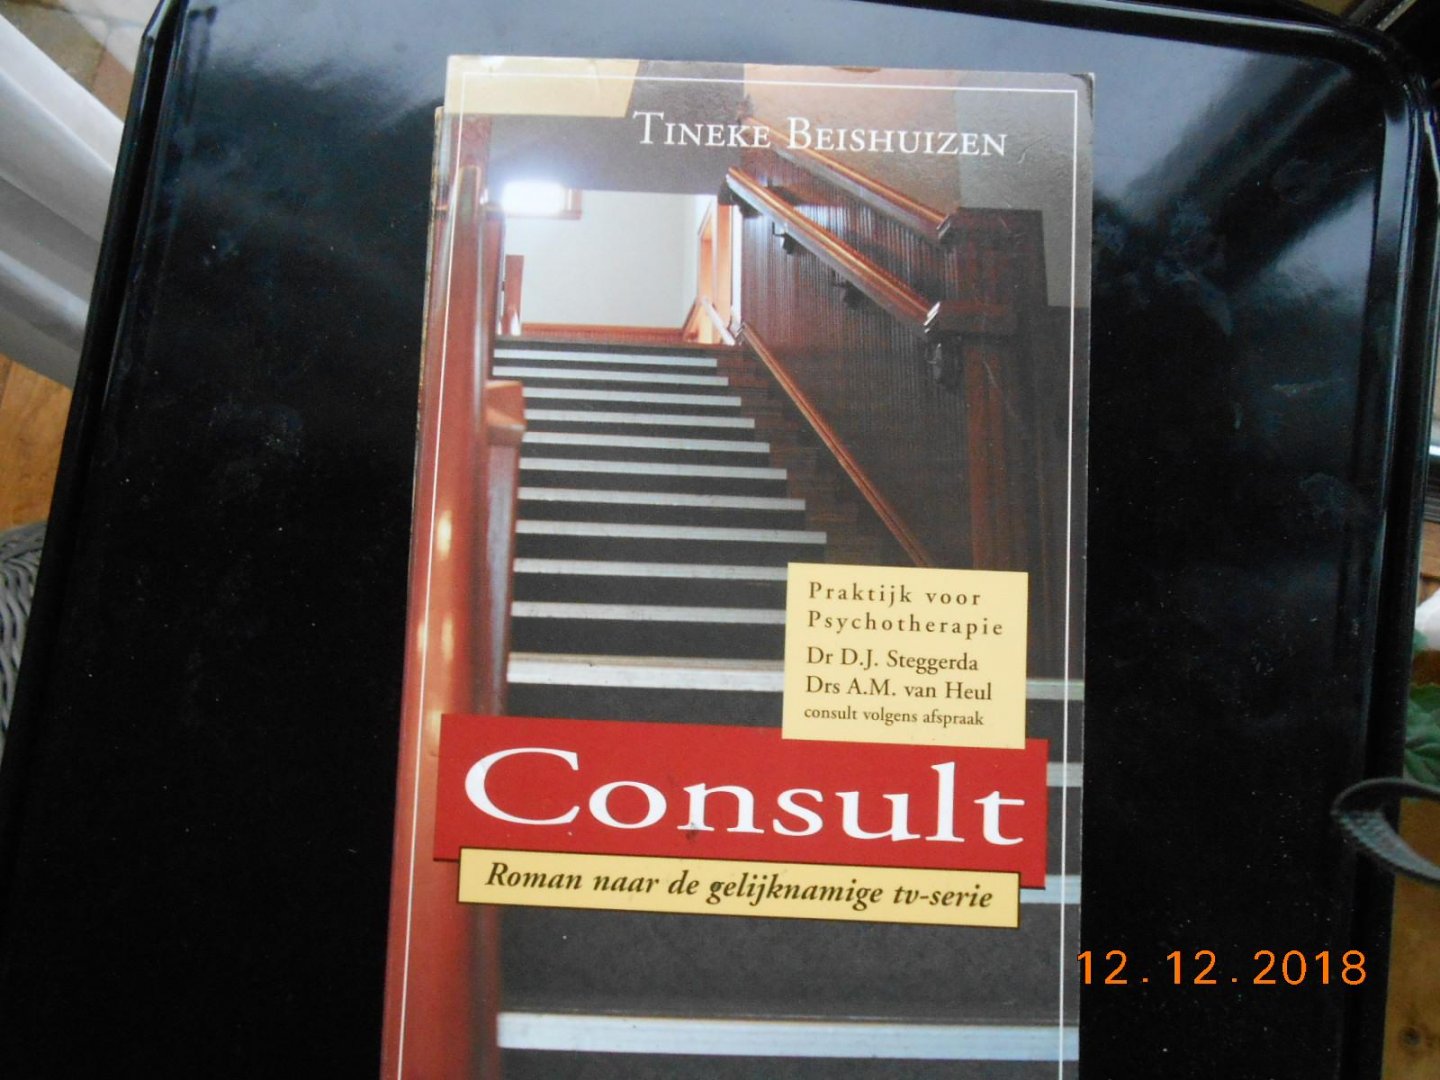 Tineke Beishuizen
Praktijk voor
Psychotherapie
Dr D.J. Steggerda
Drs A.M. van Heul
consult volgens afspraak
Consult
Roman naar de gelijknamige tv-serie
12.12.2018